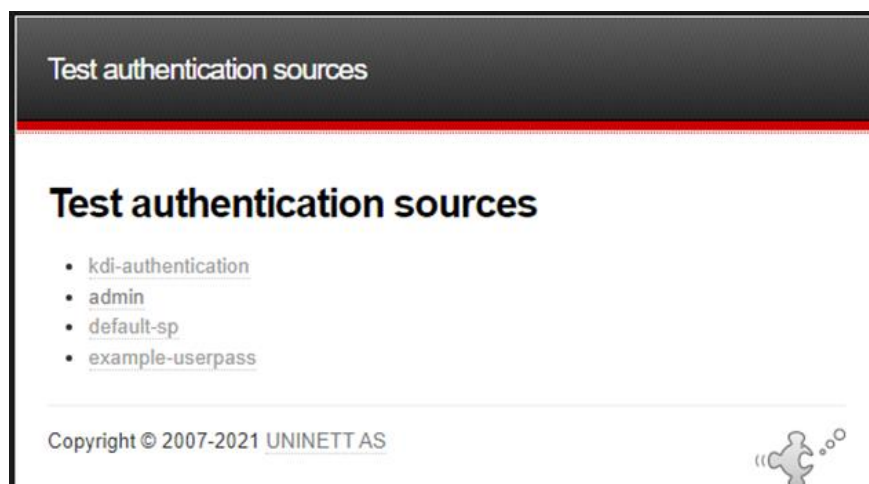 Test authentication sources
Test authentication sources
kdi-authentication
admin
default-sp
example-userpass
Copyright © 2007-2021 UNINETT AS